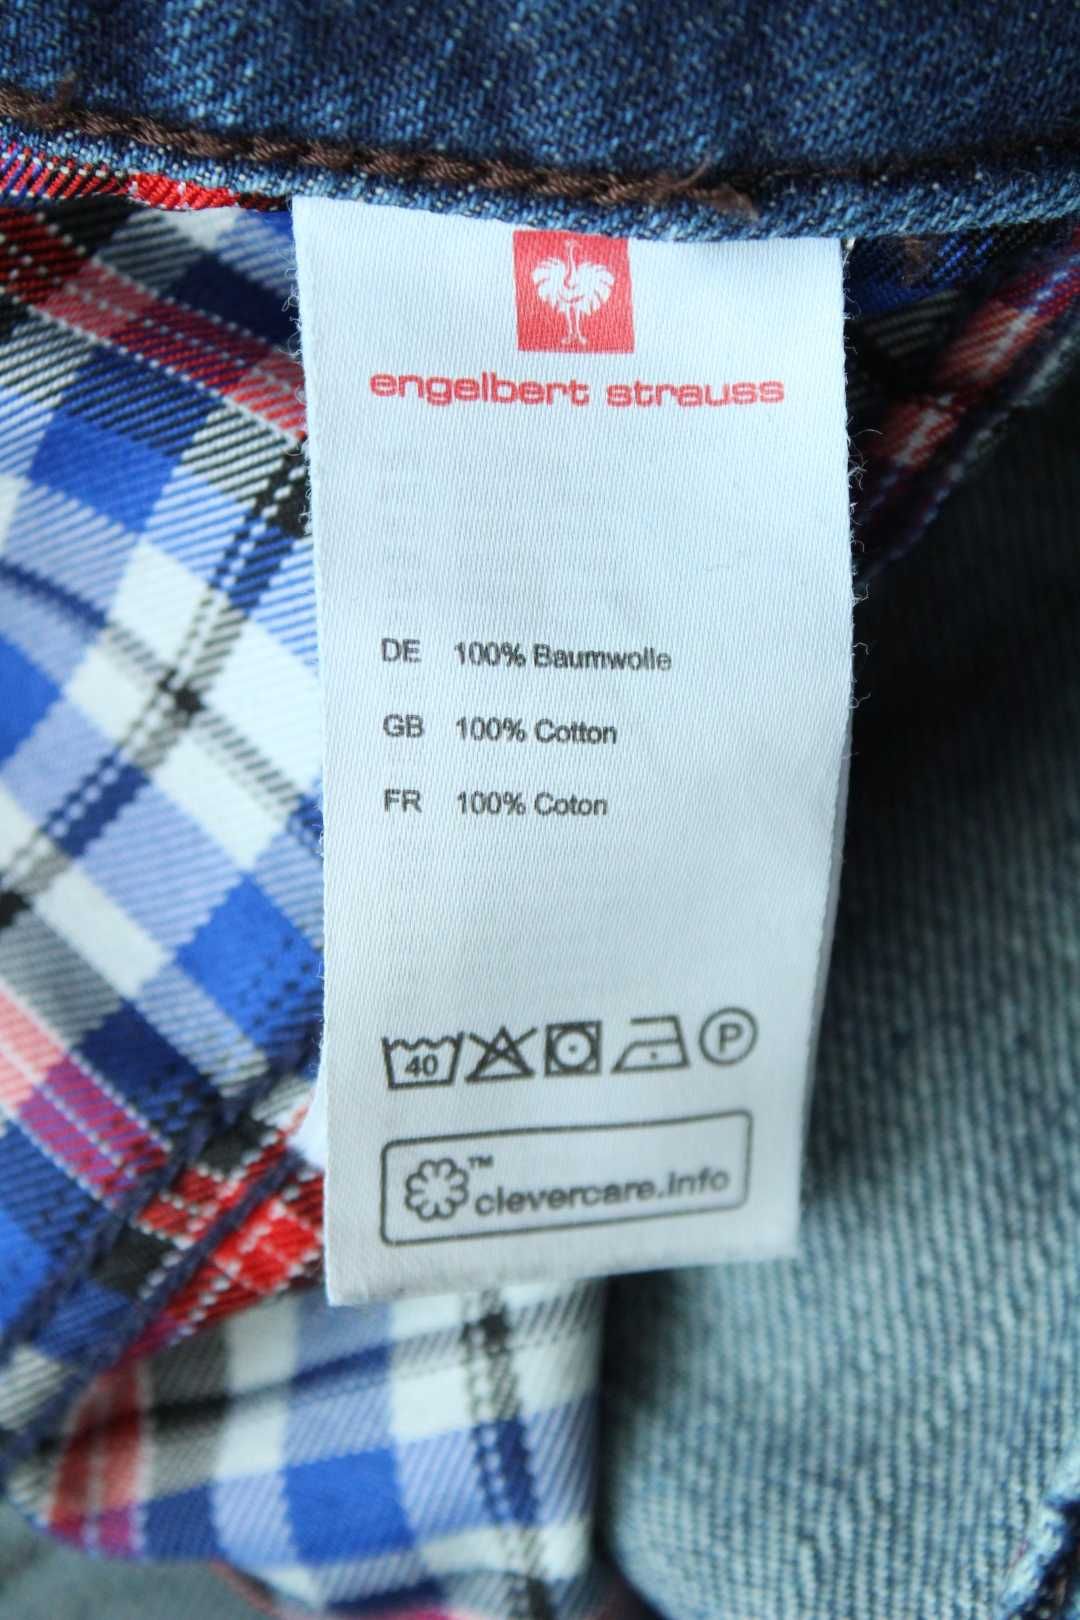 engelbert strauss
DE 100% Baumwolle
GB 100% Cotton
FR 100% Coton
40 P
™ clevercare.info